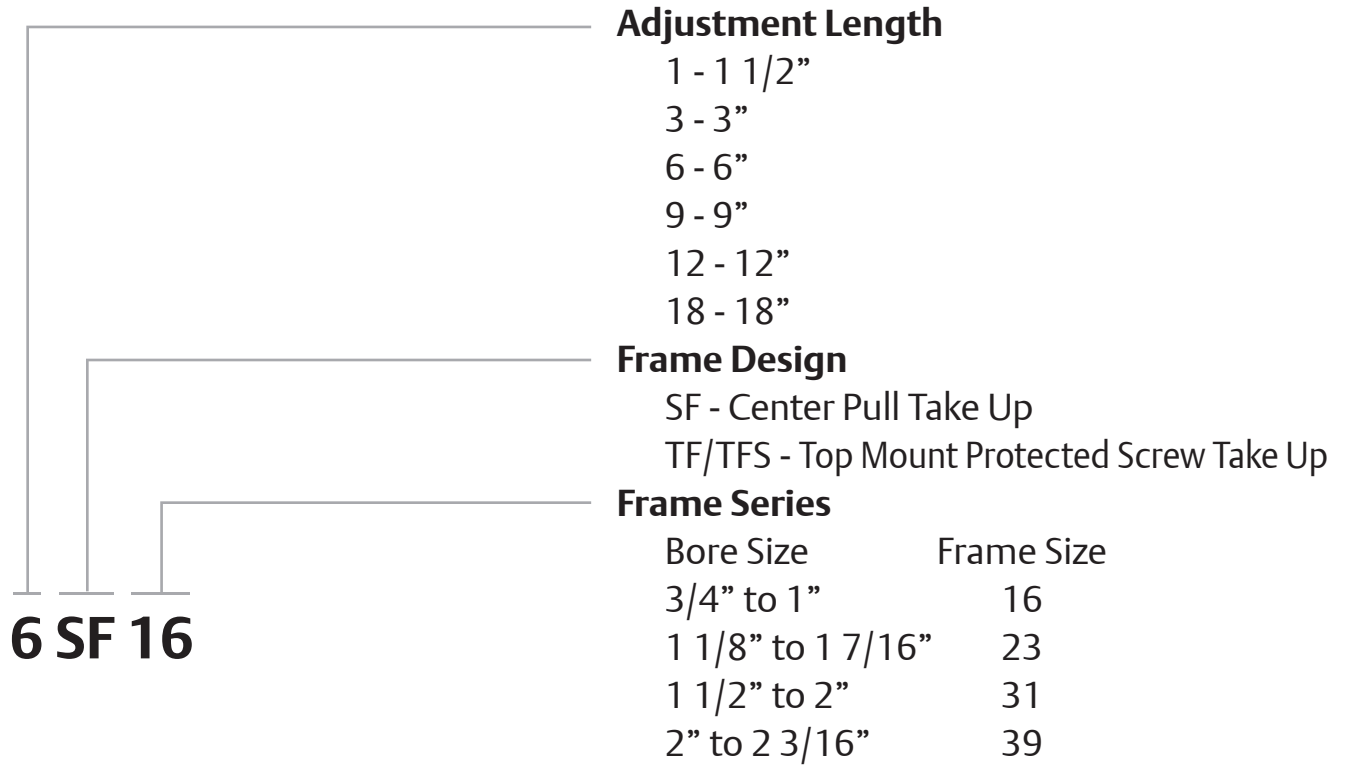 Adjustment Length
1 - 1 1/2”
3 - 3”
6 - 6”
9 - 9”
12 - 12”
18 - 18”
Frame Design
SF - Center Pull Take Up
TF/TFS - Top Mount Protected Screw Take Up
Frame Series
Bore Size Frame Size
3/4” to 1” 16
1 1/8” to 1 7/16” 23
1 1/2” to 2” 31
2” to 2 3/16” 39
6 SF 16